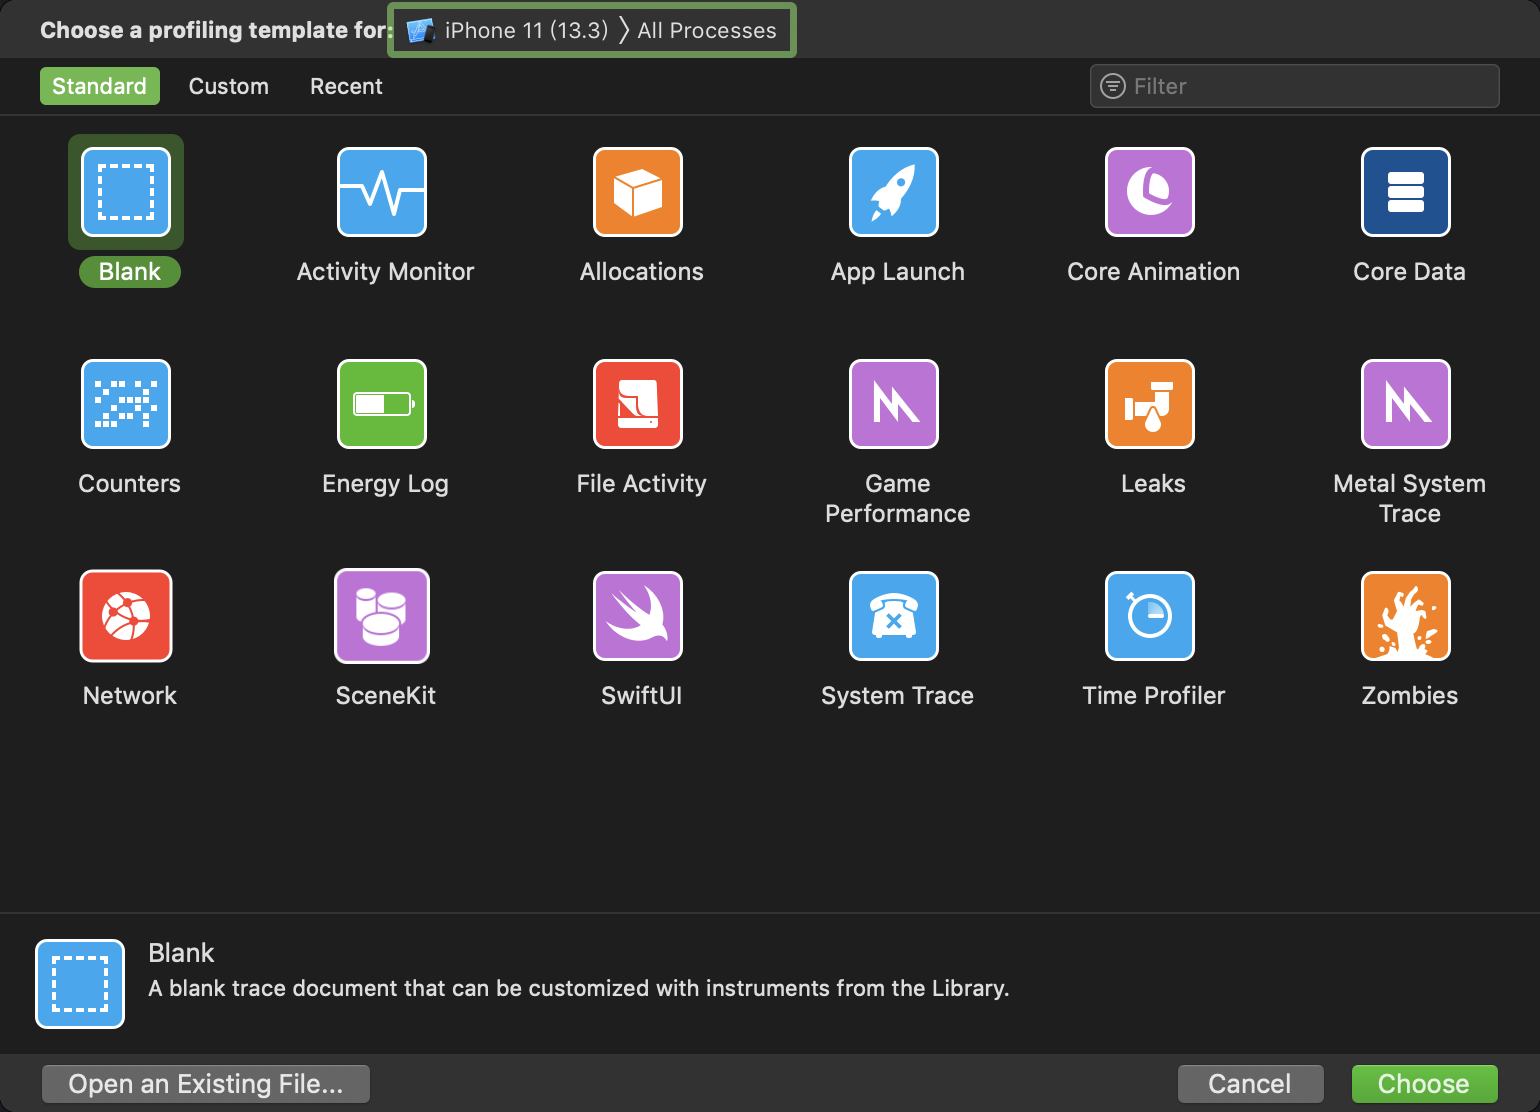 Choose a profiling template for: iPhone 11 (13.3) 〉 All Processes
Standard Custom Recent Filter
Blank Activity Monitor Allocations App Launch Core Animation Core Data
Counters Energy Log File Activity Game Performance Leaks Metal System Trace
Network SceneKit SwiftUI System Trace Time Profiler Zombies
Blank
A blank trace document that can be customized with instruments from the Library.
Open an Existing File... Cancel Choose